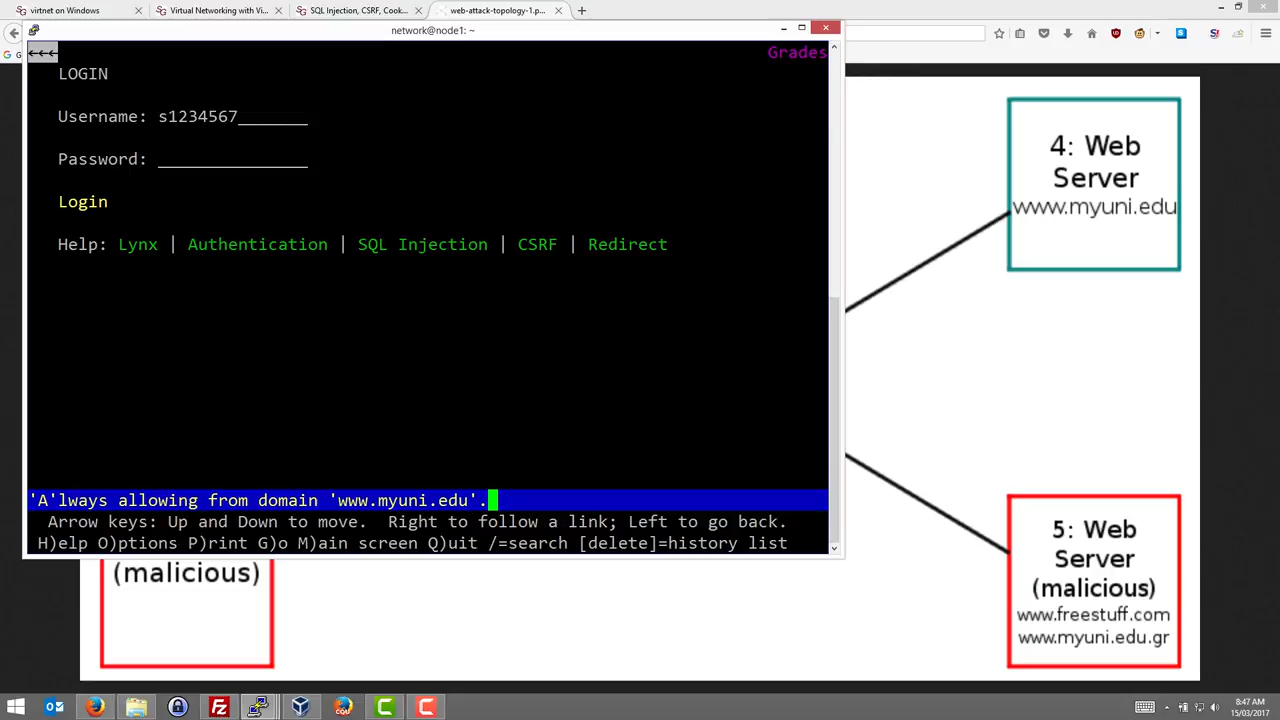 virtnet on Windows
Virtual Networking with Vi...
SQL Injection, CSRF, Cook...
web-attack-topology-1.p...
network@node1: ~
<<<
Grades
LOGIN
Username: s1234567
Password:
Login
Help: Lynx | Authentication | SQL Injection | CSRF | Redirect
'A'lways allowing from domain 'www.myuni.edu'.
Arrow keys: Up and Down to move. Right to follow a link; Left to go back.
H)elp O)ptions P)rint G)o M)ain screen Q)uit /=search [delete]=history list
4: Web
Server
www.myuni.edu
(malicious)
5: Web
Server
(malicious)
www.freestuff.com
www.myuni.edu.gr
8:47 AM
15/03/2017